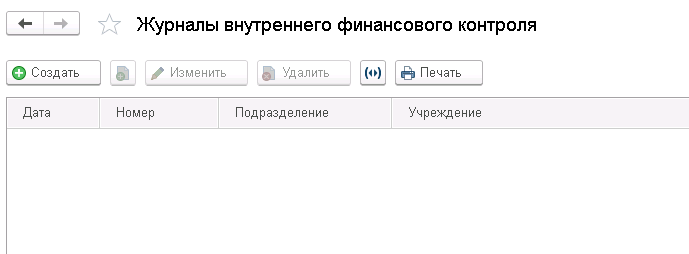 Журналы внутреннего финансового контроля
Создать Изменить Удалить Печать
Дата Номер Подразделение Учреждение